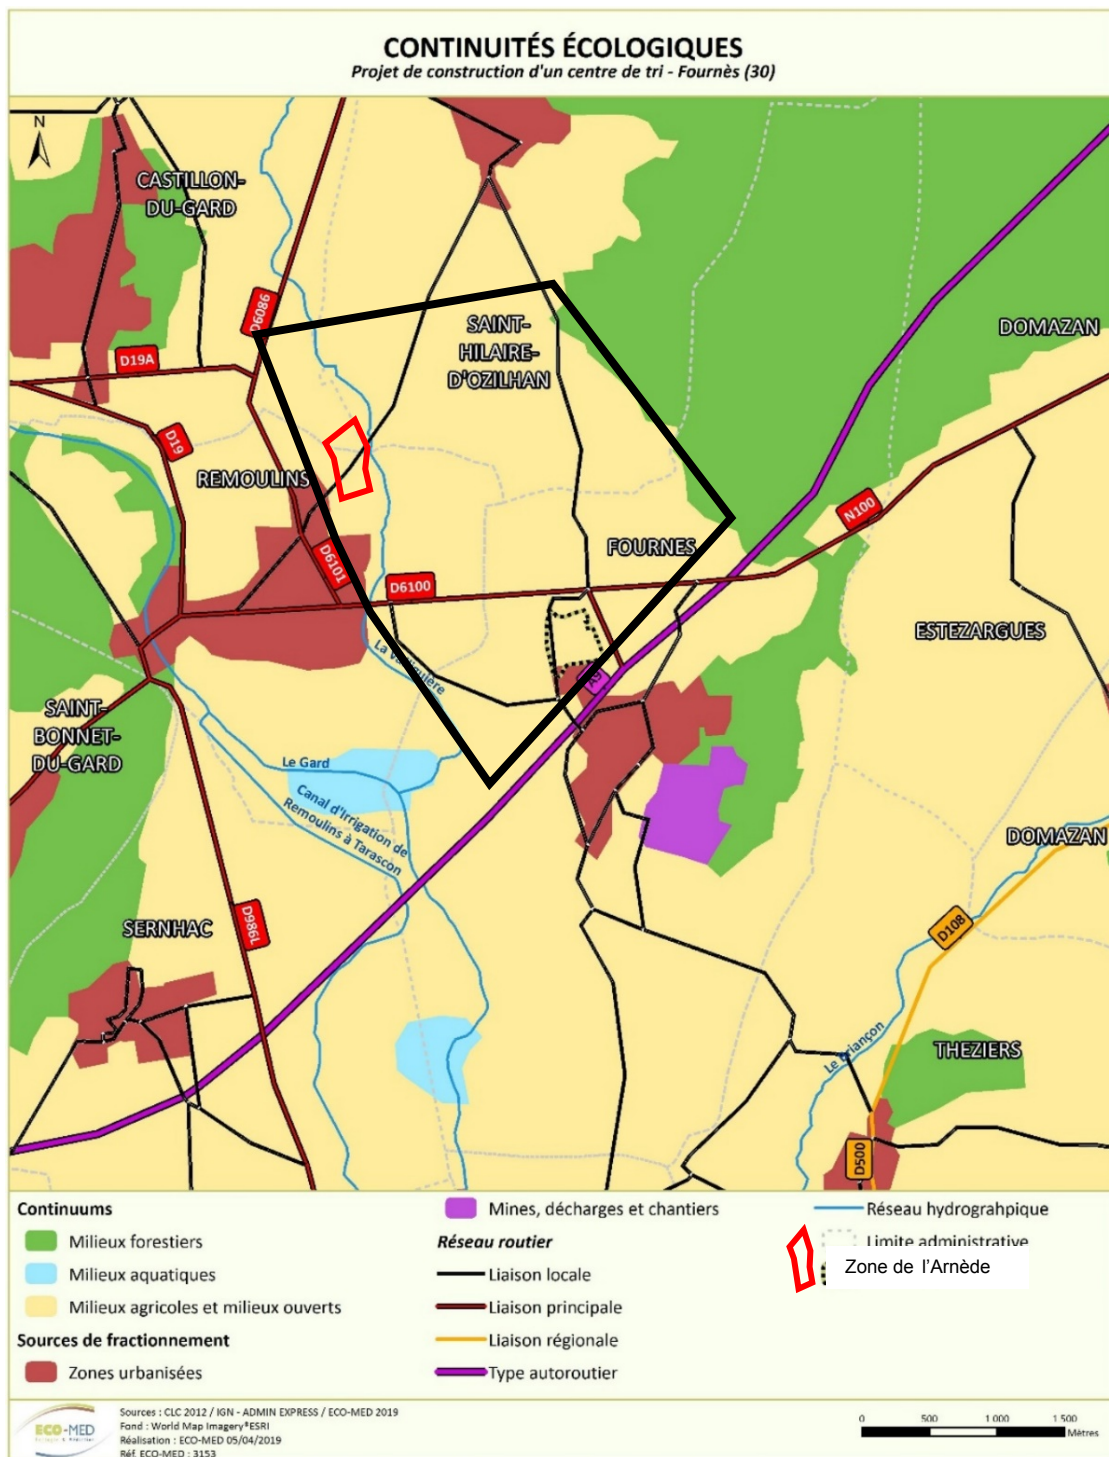 CONTINUITÉS ÉCOLOGIQUES
Projet de construction d'un centre de tri - Fournès (30)
N
CASTILLON-
DU-GARD
D6086
SAINT-
HILAIRE-
D'OZILHAN
DOMAZAN
D19A
D19
REMOULINS
N100
FOURNES
D6101
D6100
ESTEZARGUES
La
A9
SAINT-
BONNET-
DU-GARD
Le Gard
Canal d'Irrigation de
Remoulins à Tarascon
DOMAZAN
D986L
SERNHAC
D108
Le Briançon
THEZIERS
D500
Continuums
Milieux forestiers
Milieux aquatiques
Milieux agricoles et milieux ouverts
Sources de fractionnement
Zones urbanisées
Mines, décharges et chantiers
Réseau routier
Liaison locale
Liaison principale
Liaison régionale
Type autoroutier
Réseau hydrograhpique
Limite administrative
Zone de l'Arnède
ECO-MED
Sources : CLC 2012 / IGN - ADMIN EXPRESS / ECO-MED 2019
Fond : World Map Imagery®ESRI
Réalisation : ECO-MED 05/04/2019
Réf. ECO-MED : 3153
0 500 1 000 1 500
Mètres